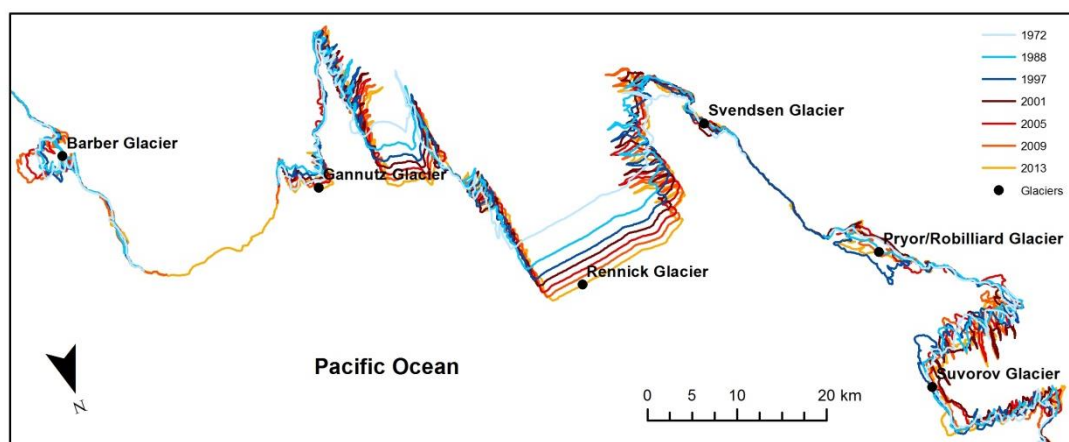 1972
1988
1997
2001
2005
2009
2013
Glaciers
Svendsen Glacier
Barber Glacier
Gannutz Glacier
Pryor/Robilliard Glacier
Rennick Glacier
Pacific Ocean
Suvorov Glacier
0 5 10 20 km
N